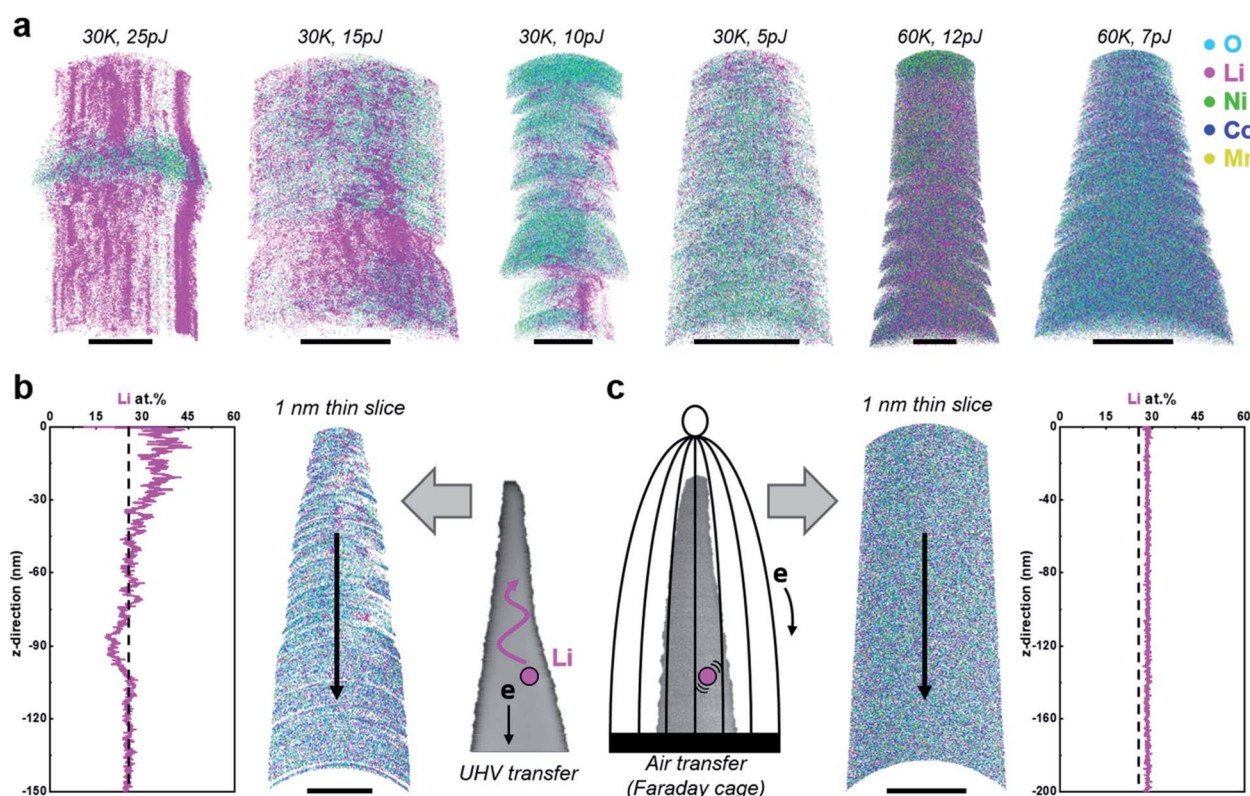 a
30K, 25pJ
30K, 15pJ
30K, 10pJ
30K, 5pJ
60K, 12pJ
60K, 7pJ
O
Li
Ni
b
Li at.%
0 15 30 45 60
0
-30
-60
-90
-120
-150
z-direction (nm)
1 nm thin slice
Li
e
UHV transfer
c
e
Air transfer
(Faraday cage)
1 nm thin slice
Li at.%
0 15 30 45 60
0
-40
-80
-120
-160
-200
z-direction (nm)